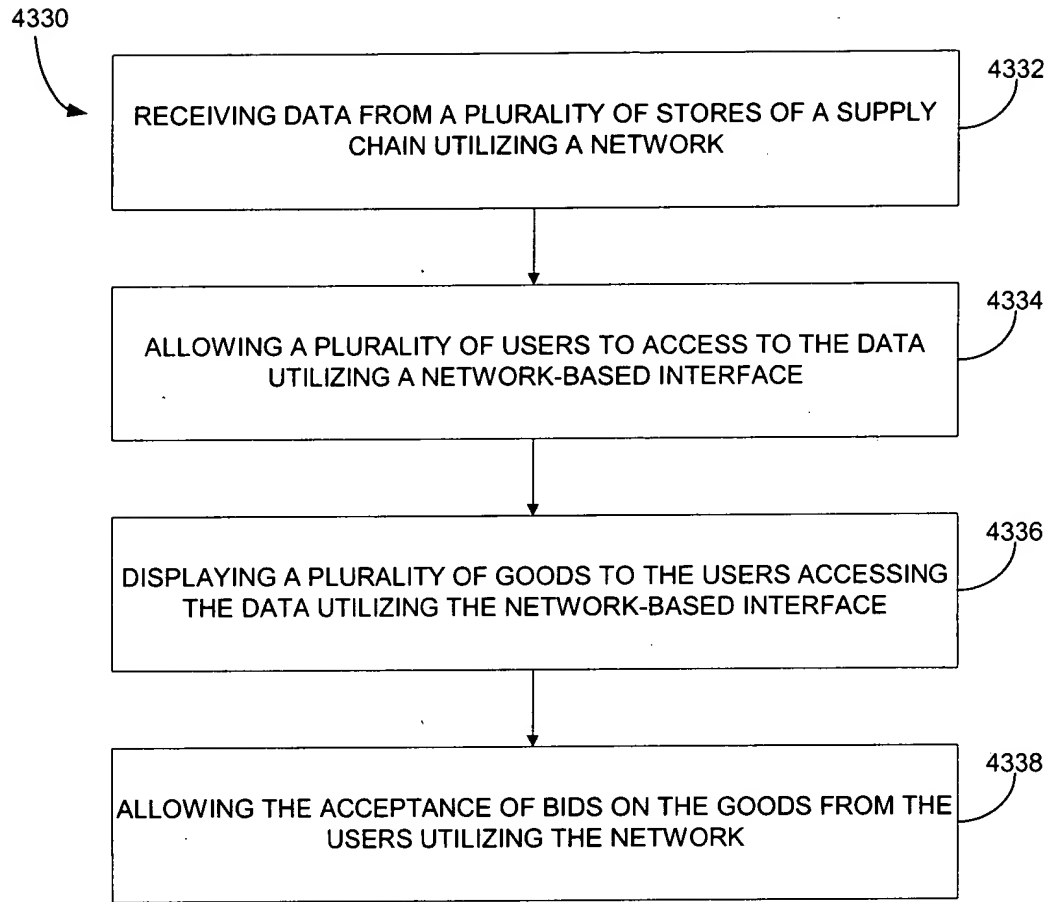 4330
4332
RECEIVING DATA FROM A PLURALITY OF STORES OF A SUPPLY
CHAIN UTILIZING A NETWORK
4334
ALLOWING A PLURALITY OF USERS TO ACCESS TO THE DATA
UTILIZING A NETWORK-BASED INTERFACE
4336
DISPLAYING A PLURALITY OF GOODS TO THE USERS ACCESSING
THE DATA UTILIZING THE NETWORK-BASED INTERFACE
4338
ALLOWING THE ACCEPTANCE OF BIDS ON THE GOODS FROM THE
USERS UTILIZING THE NETWORK